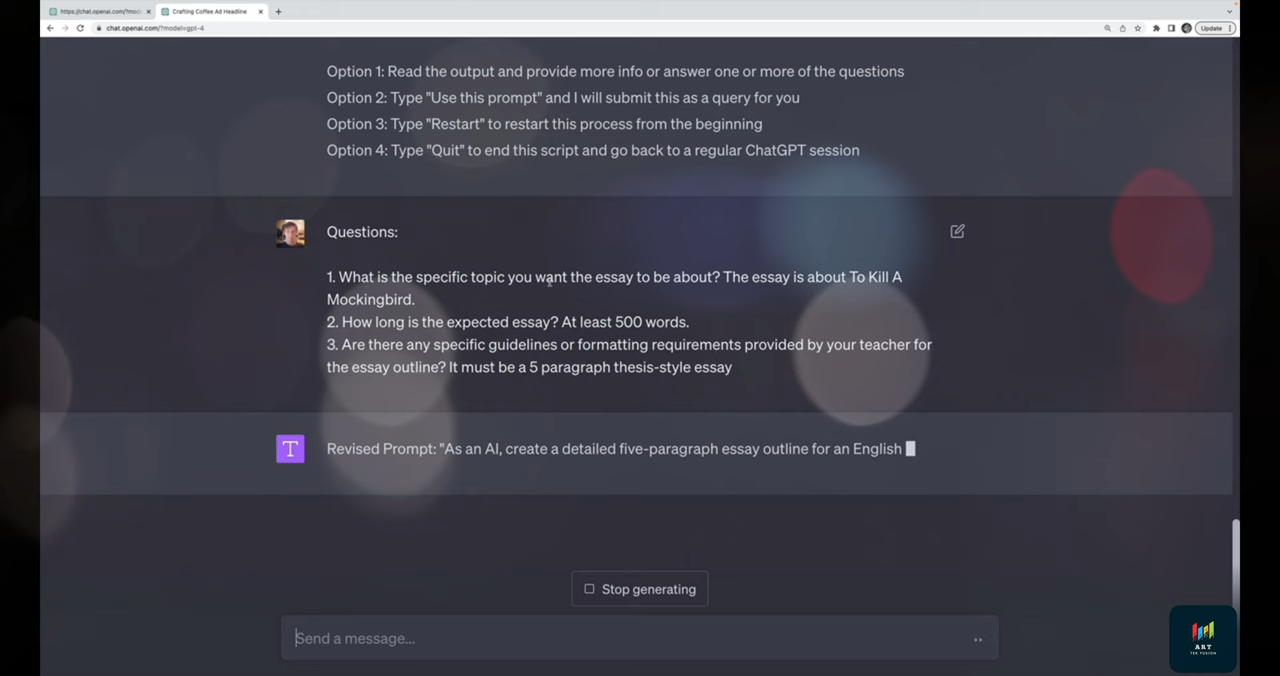 https://chat.openai.com/?mod
Crafting Coffee Ad Headline
chat.openai.com/?model=gpt-4
Update
Option 1: Read the output and provide more info or answer one or more of the questions
Option 2: Type "Use this prompt" and I will submit this as a query for you
Option 3: Type "Restart" to restart this process from the beginning
Option 4: Type "Quit" to end this script and go back to a regular ChatGPT session
Questions:
1. What is the specific topic you want the essay to be about? The essay is about To Kill A
Mockingbird.
2. How long is the expected essay? At least 500 words.
3. Are there any specific guidelines or formatting requirements provided by your teacher for
the essay outline? It must be a 5 paragraph thesis-style essay
T
Revised Prompt: "As an AI, create a detailed five-paragraph essay outline for an English
Stop generating
Send a message...
ART
TEK FUSION